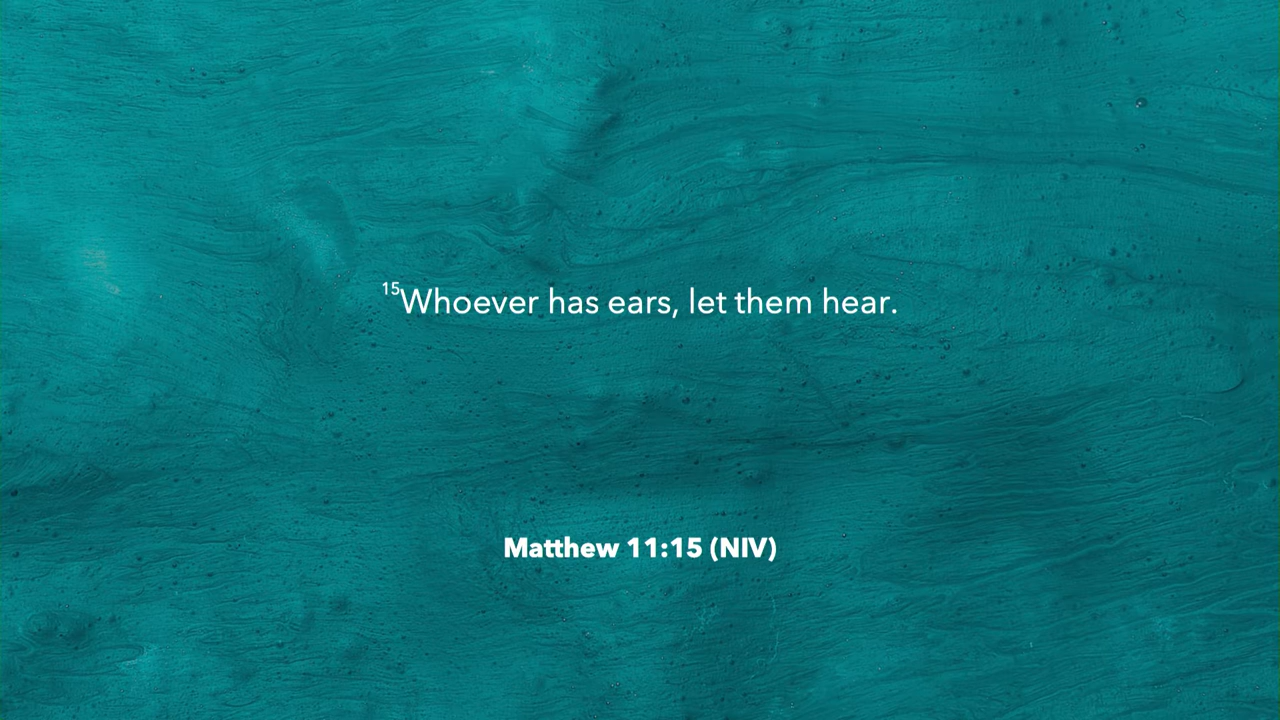 15Whoever has ears, let them hear.
Matthew 11:15 (NIV)